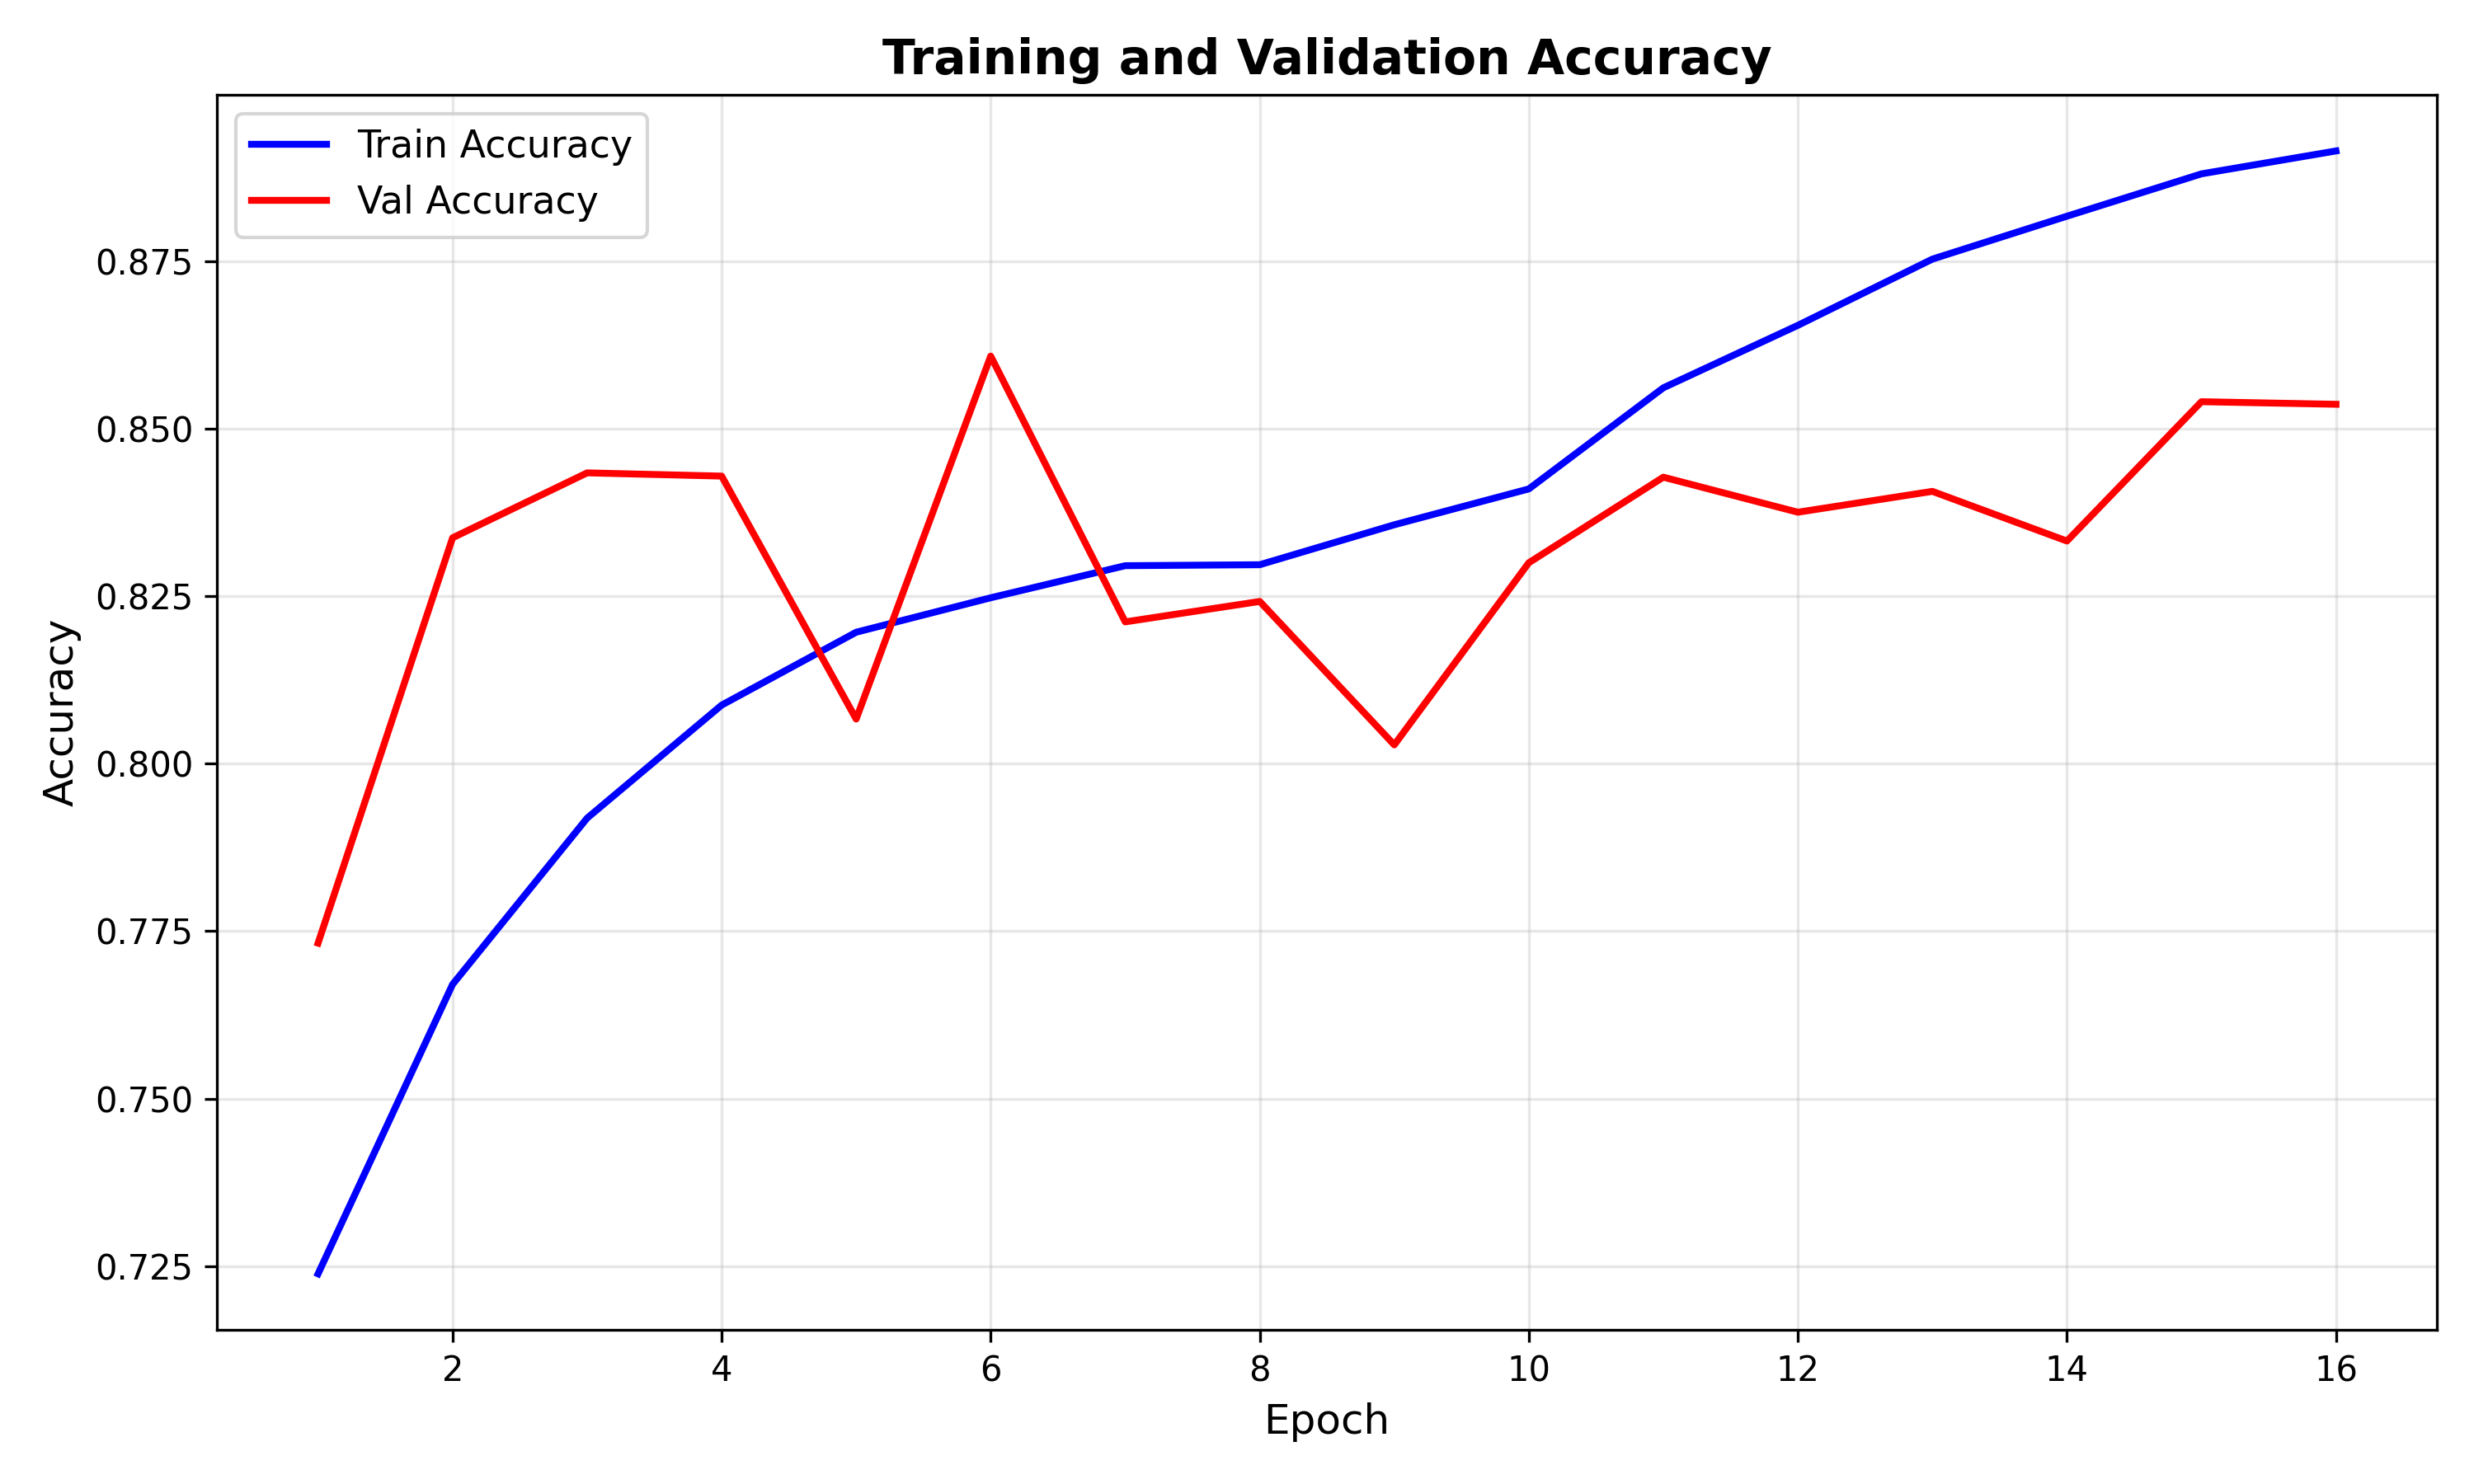 Training and Validation Accuracy
Train Accuracy
Val Accuracy
0.875
0.850
0.825
0.800
0.775
0.750
0.725
Accuracy
2 4 6 8 10 12 14 16
Epoch